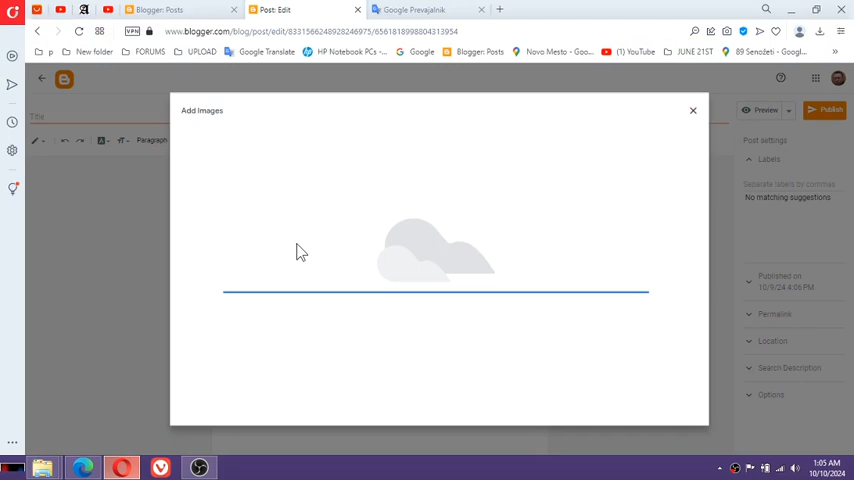 Blogger: Posts
Post: Edit
Google Prevajalnik
VPN
www.blogger.com/blog/post/edit/8331566248928246975/6561818998804313954
p
New folder
FORUMS
UPLOAD
Google Translate
HP Notebook PCs -...
Google
Blogger: Posts
Novo Mesto - Goog...
(1) YouTube
JUNE 21ST
89 Senožeti - Googl...
»
Add Images
Title
Preview
Publish
Paragraph
Post settings
Labels
Separate labels by commas
No matching suggestions
Published on
10/9/24 4:06 PM
Permalink
Location
Search Description
Options
1:05 AM
10/10/2024